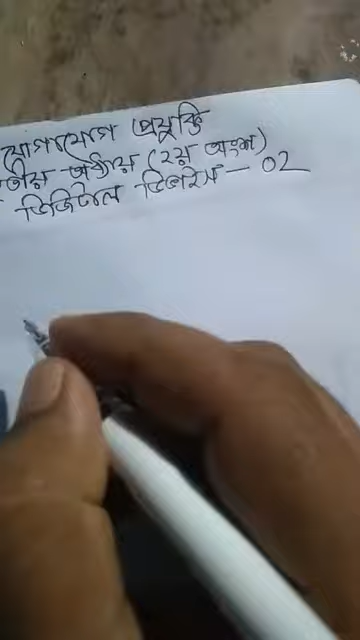 যোগাযোগ প্রযুক্তি
তীয় অধ্যায় (২য় অংশ)
ডিজিটাল ডিভাইস - 02